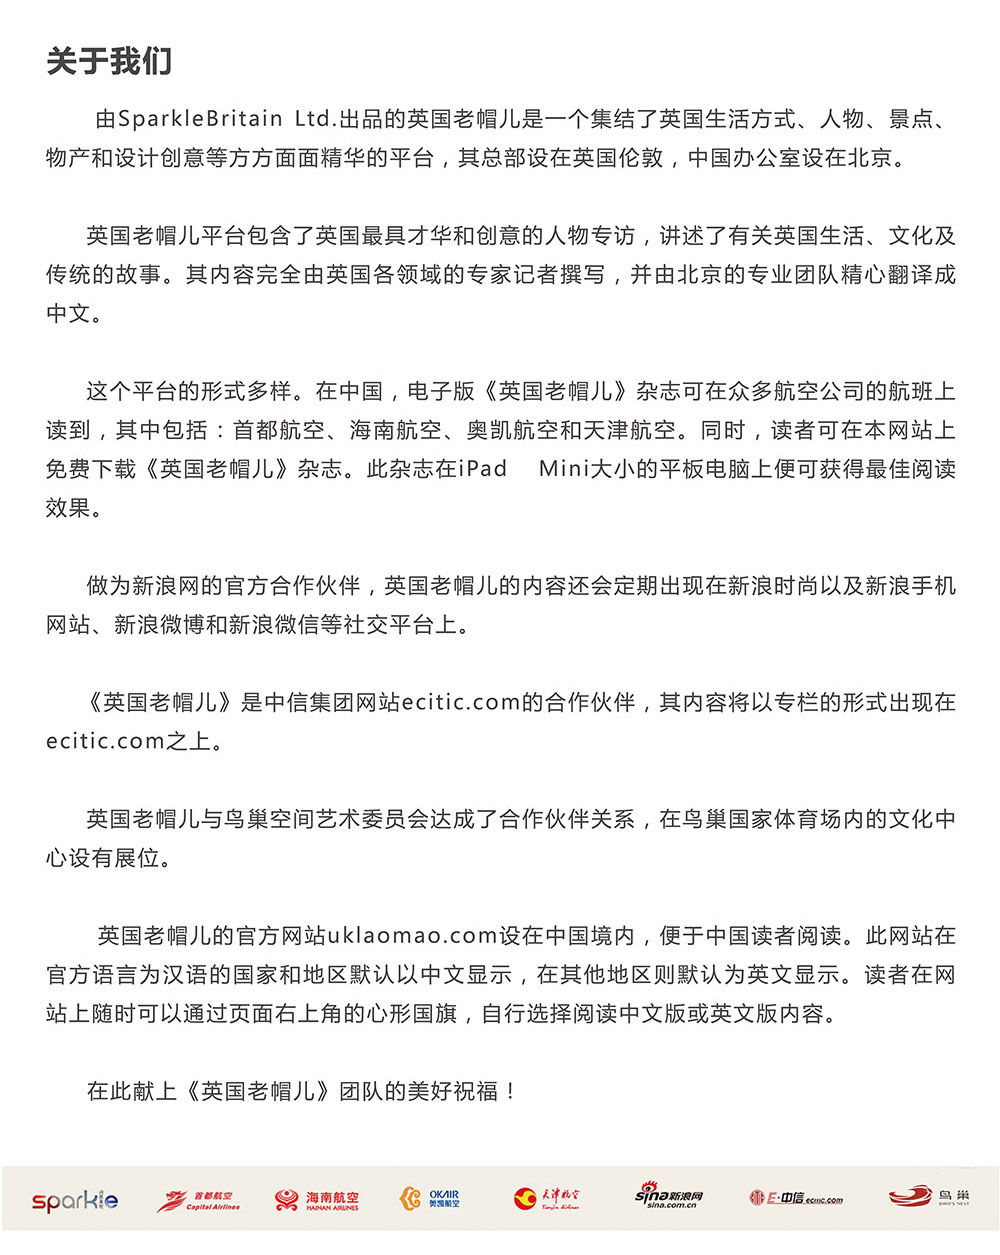 关于我们
由SparkleBritain Ltd.出品的英国老帽儿是一个集结了英国生活方式、人物、景点、
物产和设计创意等方方面面精华的平台，其总部设在英国伦敦，中国办公室设在北京。
英国老帽儿平台包含了英国最具才华和创意的人物专访，讲述了有关英国生活、文化及
传统的故事。其内容完全由英国各领域的专家记者撰写，并由北京的专业团队精心翻译成
中文。
这个平台的形式多样。在中国，电子版《英国老帽儿》杂志可在众多航空公司的航班上
读到，其中包括：首都航空、海南航空、奥凯航空和天津航空。同时，读者可在本网站上
免费下载《英国老帽儿》杂志。此杂志在iPad Mini大小的平板电脑上便可获得最佳阅读
效果。
做为新浪网的官方合作伙伴，英国老帽儿的内容还会定期出现在新浪时尚以及新浪手机
网站、新浪微博和新浪微信等社交平台上。
《英国老帽儿》是中信集团网站ecitic.com的合作伙伴，其内容将以专栏的形式出现在
ecitic.com之上。
英国老帽儿与鸟巢空间艺术委员会达成了合作伙伴关系，在鸟巢国家体育场内的文化中
心设有展位。
英国老帽儿的官方网站uklaomao.com设在中国境内，便于中国读者阅读。此网站在
官方语言为汉语的国家和地区默认以中文显示，在其他地区则默认为英文显示。读者在网
站上随时可以通过页面右上角的心形国旗，自行选择阅读中文版或英文版内容。
在此献上《英国老帽儿》团队的美好祝福！
sparkle
首都航空
Capital Airlines
海南航空
HAINAN AIRLINES
OKAIR
奥凯航空
天津航空
Tianjin Airlines
sina新浪网
sina.com.cn
E·中信 ecitic.com
鸟巢
BIRD'S NEST